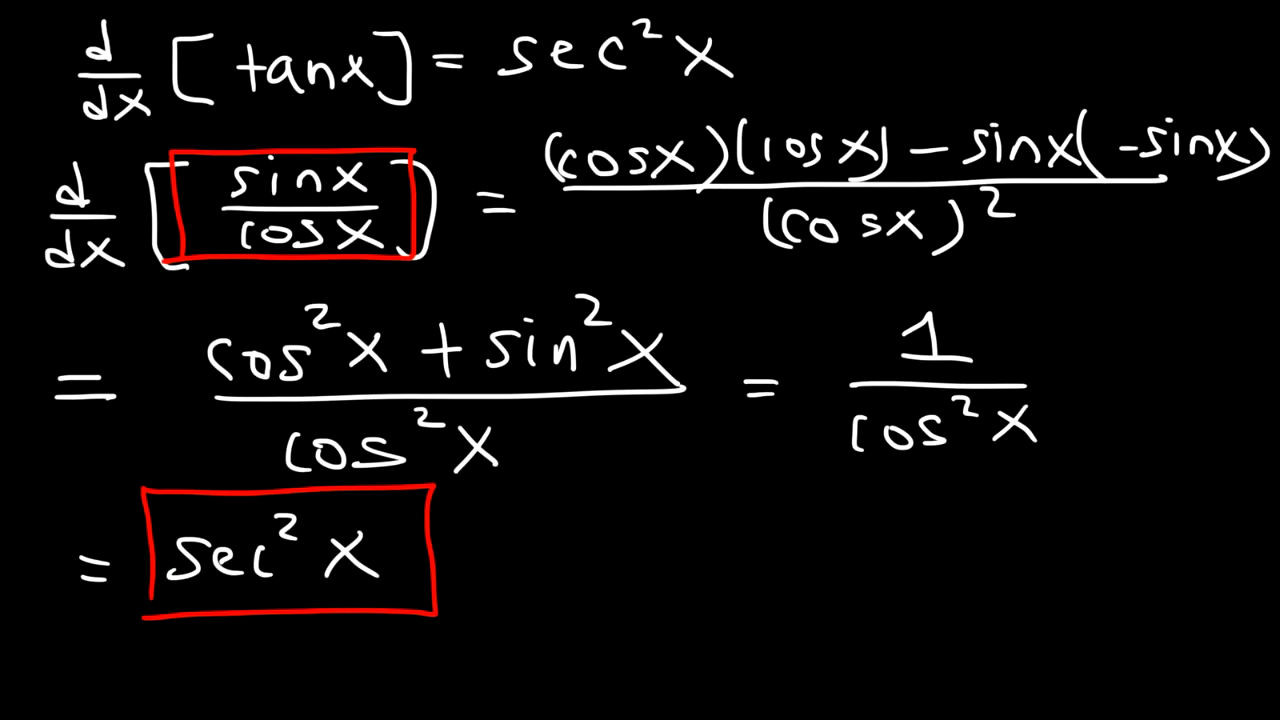 d/dx [tanx] = sec²x
d/dx [sinx/cosx] = (cosx)(cosx) - sinx(-sinx)/(cosx)²
= cos²x + sin²x/cos²x = 1/cos²x
= sec²x